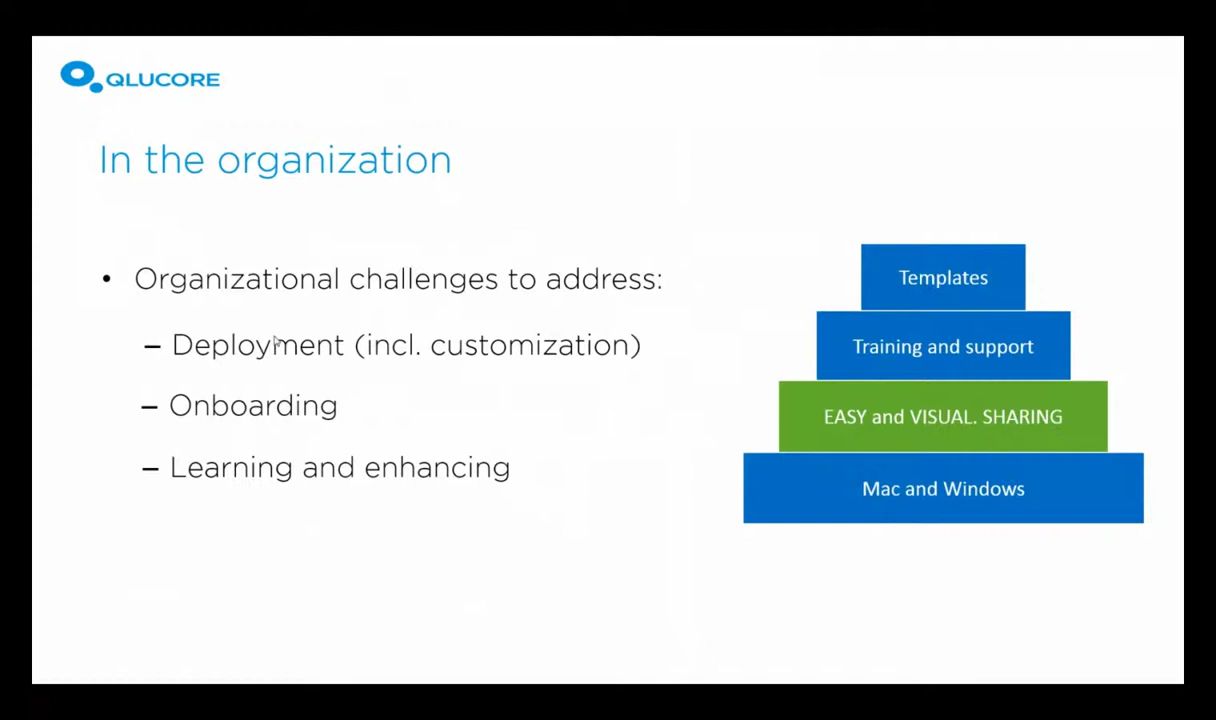 QLUCORE
In the organization
• Organizational challenges to address:
– Deployment (incl. customization)
– Onboarding
– Learning and enhancing
Templates
Training and support
EASY and VISUAL. SHARING
Mac and Windows